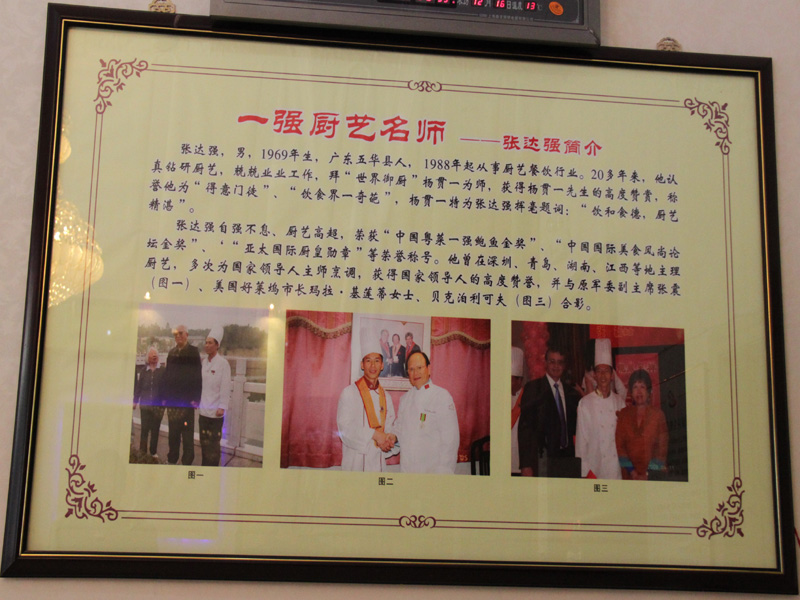 12月16日温度13℃
一强厨艺名师 ——张达强简介
张达强，男，1969年生，广东五华县人，1988年起从事厨艺餐饮行业。20多年来，他认
真钻研厨艺，兢兢业业工作，拜“世界御厨”杨贯一为师，获得杨贯一先生的高度赞赏，称
誉他为“得意门徒”、“饮食界一奇葩”，杨贯一特为张达强挥毫题词：“饮和食德，厨艺
精湛”。
张达强自强不息、厨艺高超，荣获“中国粤菜一强鲍鱼金奖”、“中国国际美食风尚论
坛金奖”、‘“亚太国际厨皇勋章”等荣誉称号。他曾在深圳、青岛、湖南、江西等地主理
厨艺，多次为国家领导人主师烹调，获得国家领导人的高度赞誉，并与原军委副主席张震
（图一）、美国好莱坞市长玛拉·基莲蒂女士、贝克泊利可夫（图三）合影。
图一
图二
图三